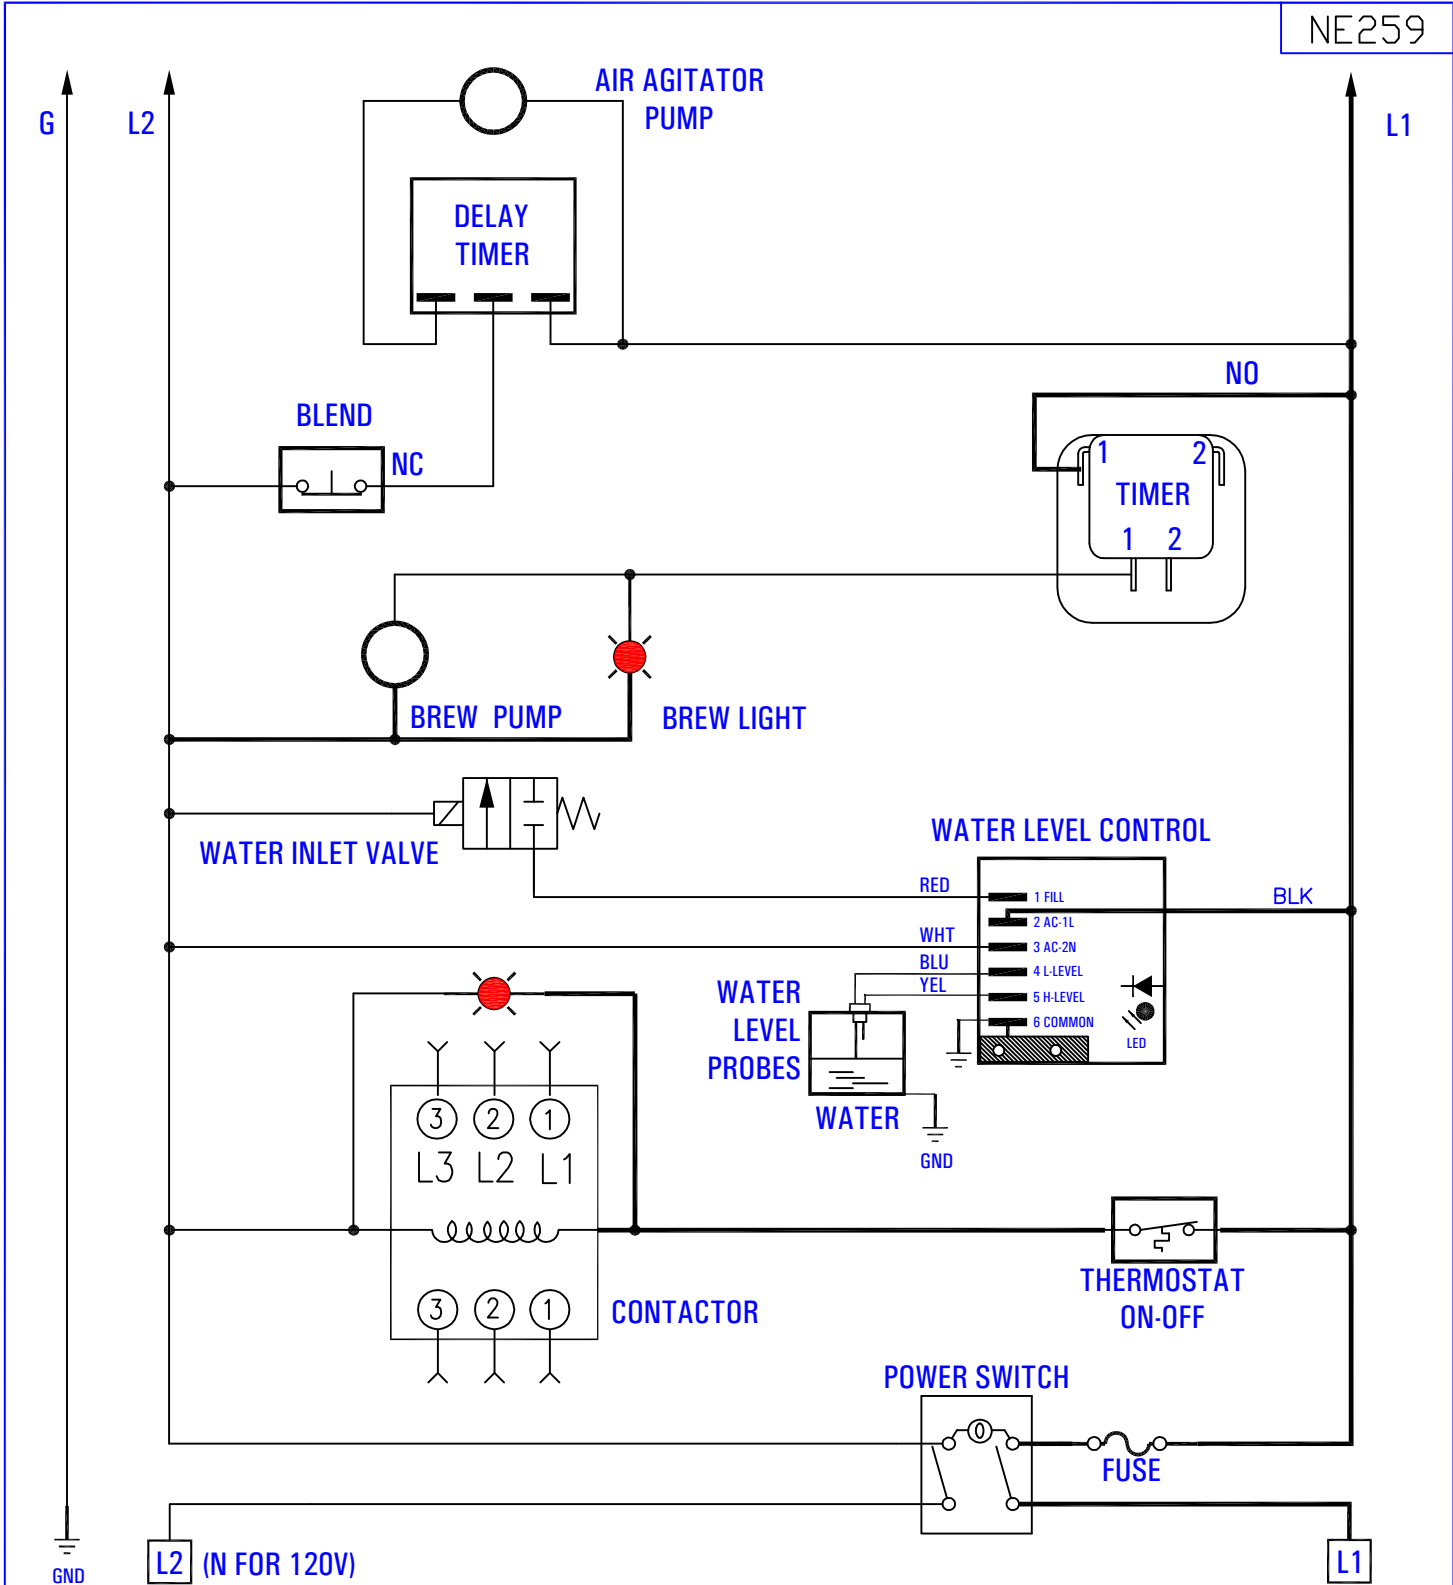 NE259
AIR AGITATOR
PUMP
G
L2
L1
DELAY
TIMER
NO
BLEND
NC
1 2
TIMER
1 2
BREW PUMP
BREW LIGHT
WATER INLET VALVE
WATER LEVEL CONTROL
RED
1 FILL
BLK
2 AC-1L
WHT
3 AC-2N
BLU
4 L-LEVEL
YEL
5 H-LEVEL
6 COMMON
LED
WATER
LEVEL
PROBES
WATER
GND
3 2 1
L3 L2 L1
THERMOSTAT
ON-OFF
3 2 1
CONTACTOR
POWER SWITCH
FUSE
GND
L2 (N FOR 120V)
L1